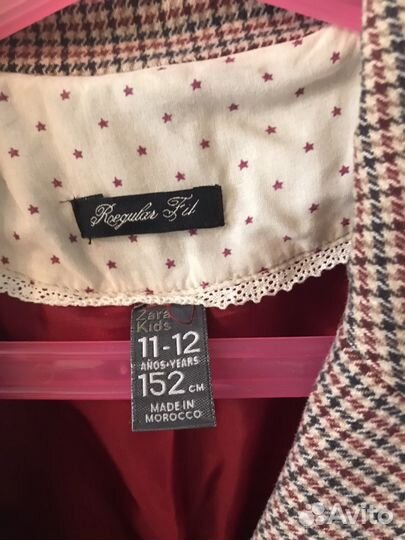 Regular Fit
Zara
Kids
11-12
AÑOS•YEARS
152 CM
MADE IN
MOROCCO
Avito